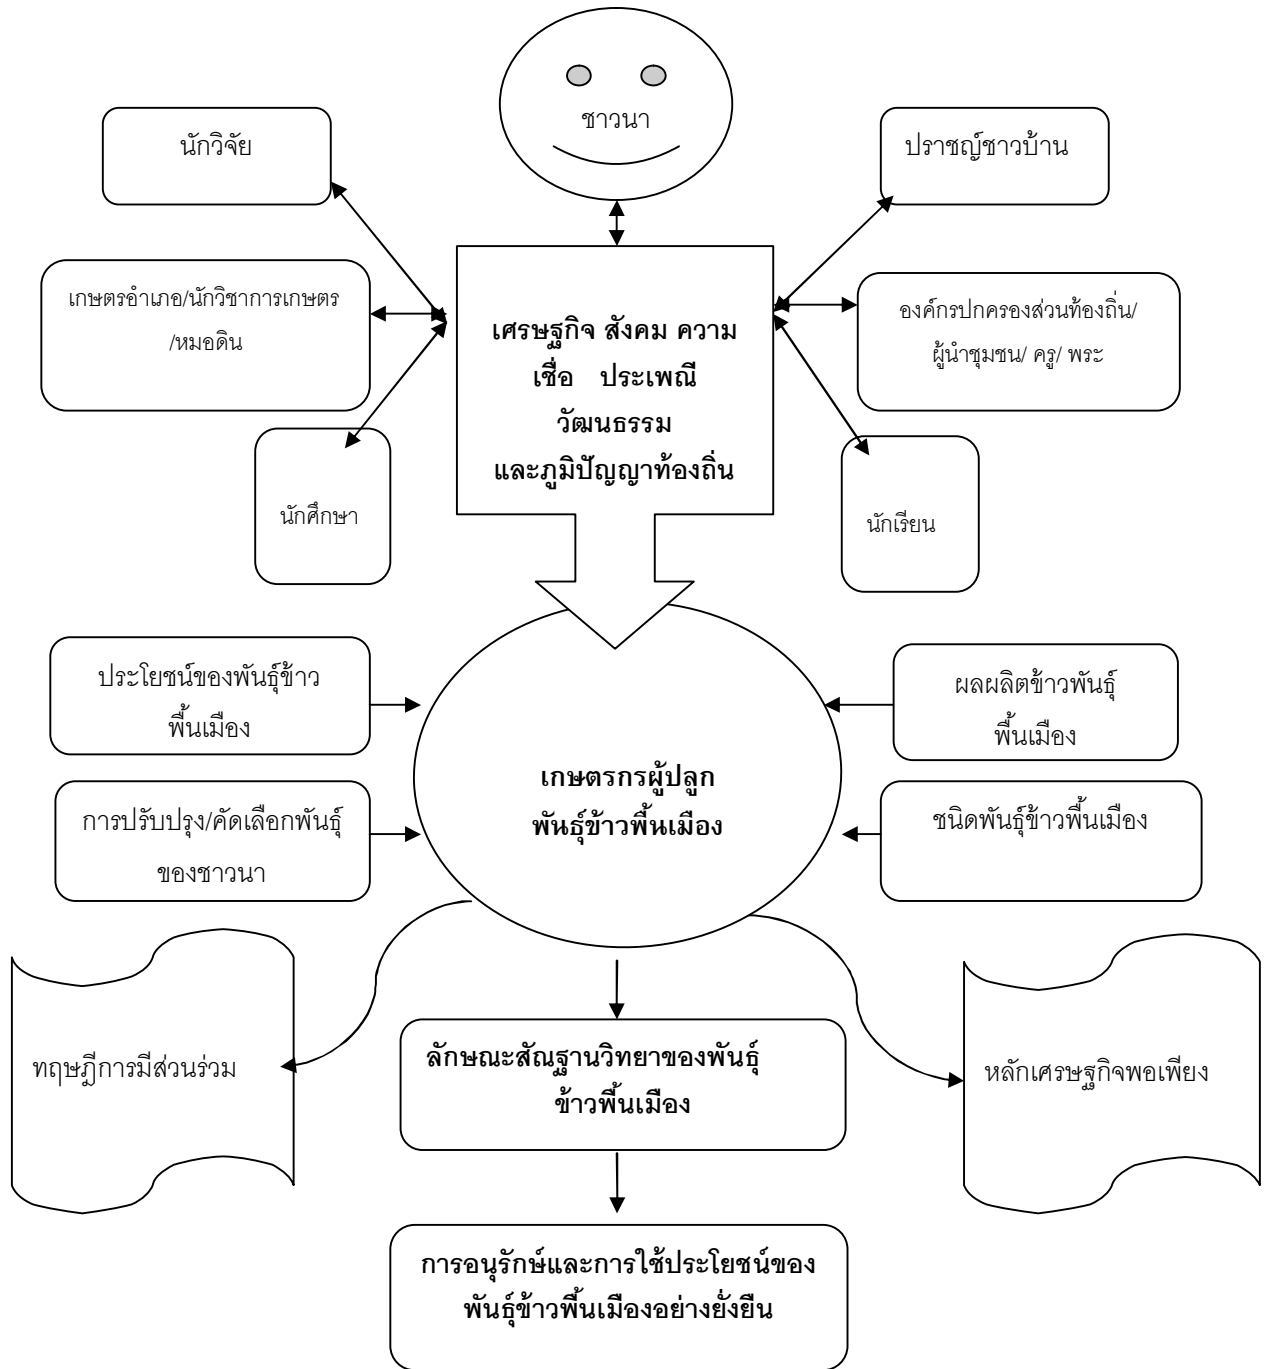 ชาวนา
นักวิจัย
ปราชญ์ชาวบ้าน
เกษตรอำเภอ/นักวิชาการเกษตร
/หมอดิน
เศรษฐกิจ สังคม ความ
เชื่อ ประเพณี
วัฒนธรรม
และภูมิปัญญาท้องถิ่น
องค์กรปกครองส่วนท้องถิ่น/
ผู้นำชุมชน/ ครู/ พระ
นักศึกษา
นักเรียน
ประโยชน์ของพันธุ์ข้าว
พื้นเมือง
ผลผลิตข้าวพันธุ์
พื้นเมือง
เกษตรกรผู้ปลูก
พันธุ์ข้าวพื้นเมือง
การปรับปรุง/คัดเลือกพันธุ์
ของชาวนา
ชนิดพันธุ์ข้าวพื้นเมือง
ทฤษฎีการมีส่วนร่วม
ลักษณะสัณฐานวิทยาของพันธุ์
ข้าวพื้นเมือง
หลักเศรษฐกิจพอเพียง
การอนุรักษ์และการใช้ประโยชน์ของ
พันธุ์ข้าวพื้นเมืองอย่างยั่งยืน